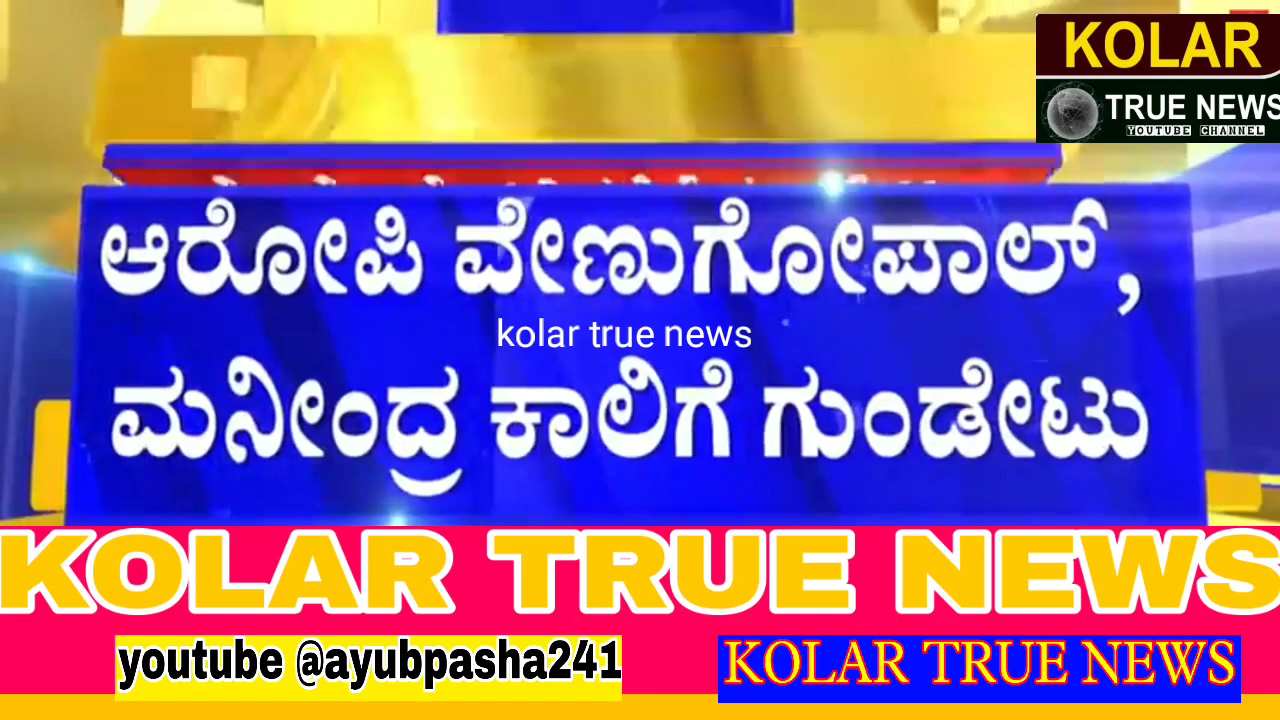 KOLAR
TRUE NEWS
YOUTUBE CHANNEL
ಆರೋಪಿ ವೇಣುಗೋಪಾಲ್,
kolar true news
ಮನೀಂದ್ರ ಕಾಲಿಗೆ ಗುಂಡೇಟು
KOLAR TRUE NEWS
youtube @ayubpasha241
KOLAR TRUE NEWS